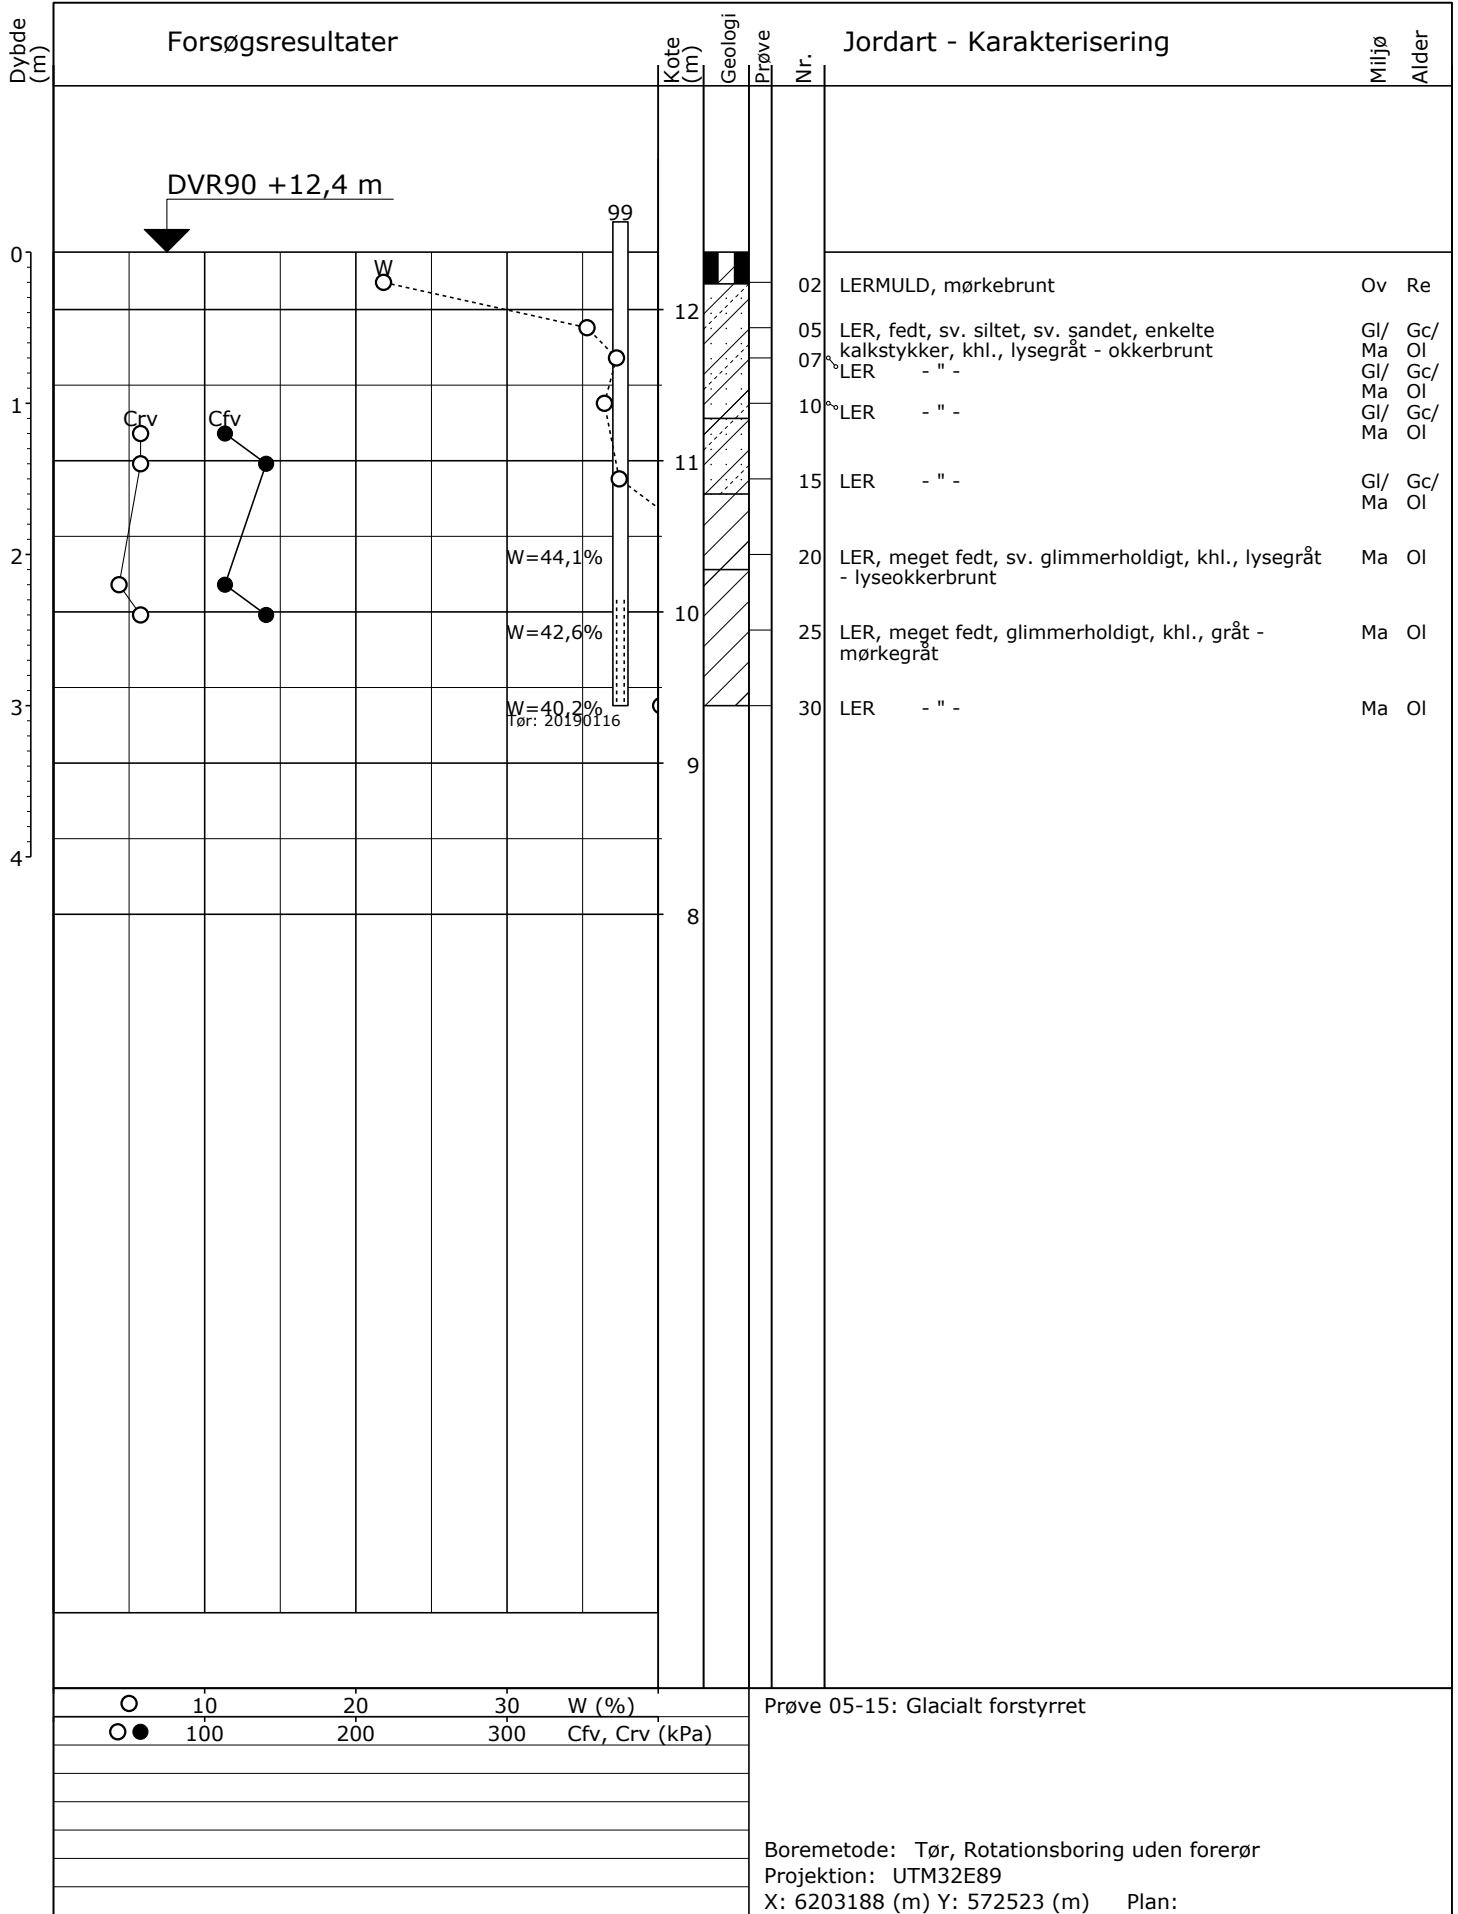 Dybde (m)
Forsøgsresultater
Kote (m)
Geologi
Prøve
Nr.
Jordart - Karakterisering
Miljø
Alder
DVR90 +12,4 m
99
0
W
02 LERMULD, mørkebrunt Ov Re
12
05 LER, fedt, sv. siltet, sv. sandet, enkelte Gl/ Gc/
kalkstykker, khl., lysegråt - okkerbrunt Ma Ol
07 LER - " - Gl/ Gc/
Ma Ol
1
10 LER - " - Gl/ Gc/
Crv Cfv
Ma Ol
11
15 LER - " - Gl/ Gc/
Ma Ol
2
W=44,1%
20 LER, meget fedt, sv. glimmerholdigt, khl., lysegråt Ma Ol
- lyseokkerbrunt
10
W=42,6%
25 LER, meget fedt, glimmerholdigt, khl., gråt - Ma Ol
mørkegråt
3
W=40,2%
30 LER - " - Ma Ol
Tør: 20190116
9
4
8
10 20 30 W (%)
100 200 300 Cfv, Crv (kPa)
Prøve 05-15: Glacialt forstyrret
Boremetode: Tør, Rotationsboring uden forerør
Projektion: UTM32E89
X: 6203188 (m) Y: 572523 (m) Plan: